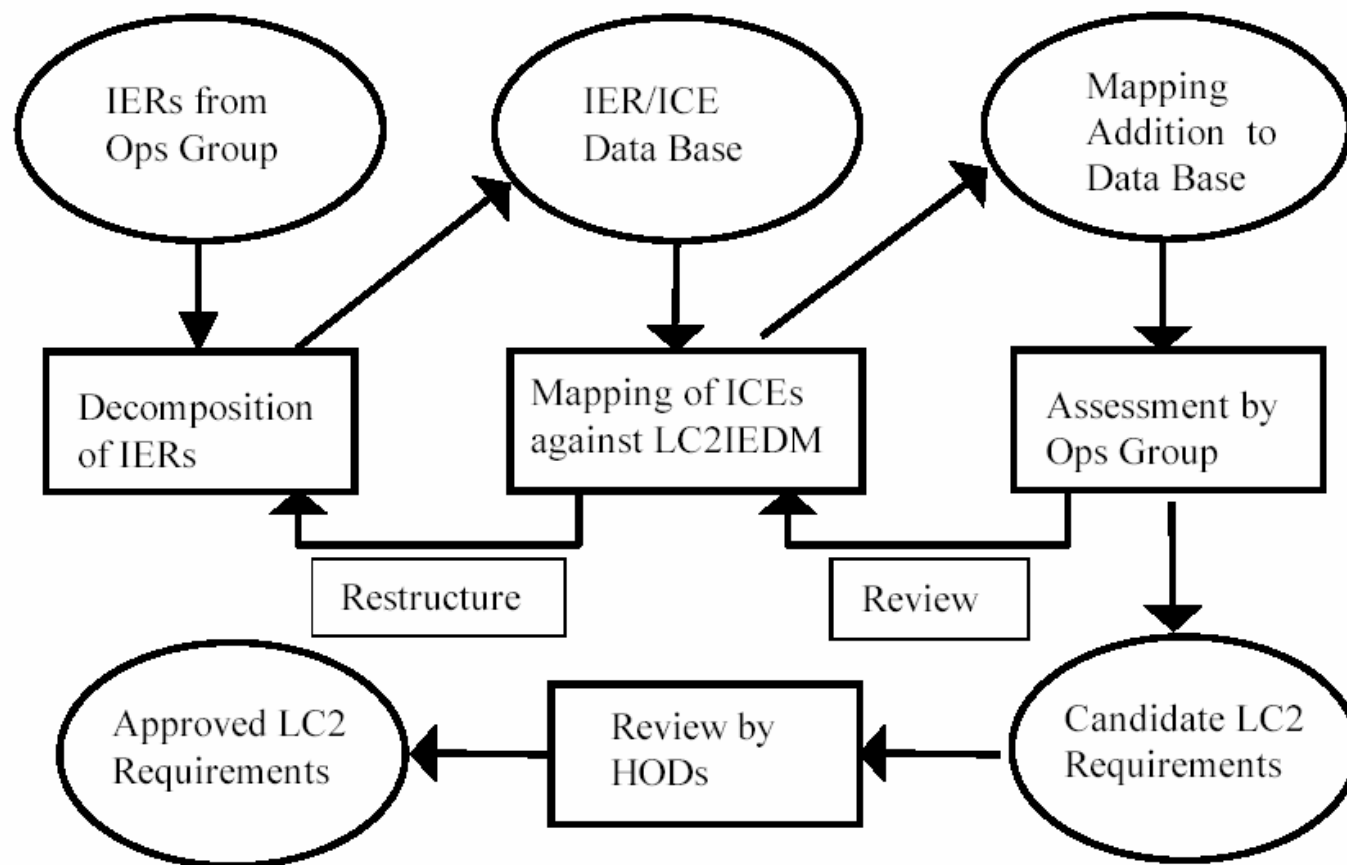 IERs from
Ops Group
IER/ICE
Data Base
Mapping
Addition to
Data Base
Decomposition
of IERs
Mapping of ICEs
against LC2IEDM
Assessment by
Ops Group
Restructure
Review
Approved LC2
Requirements
Review by
HODs
Candidate LC2
Requirements